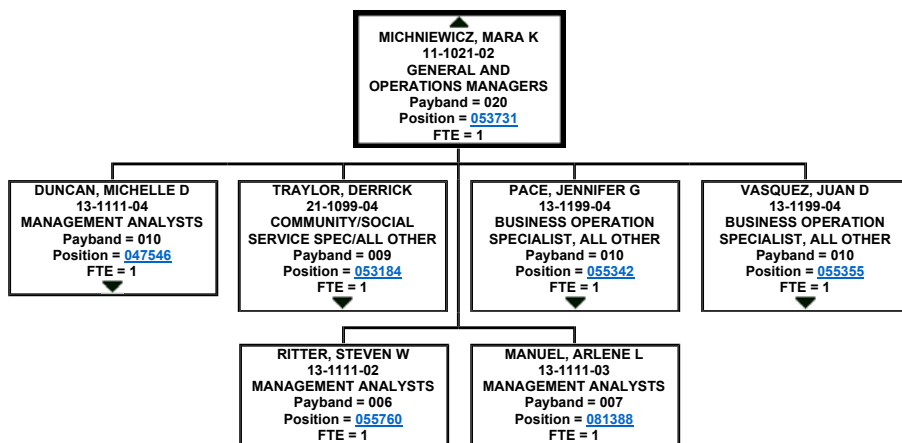 MICHNIEWICZ, MARA K
11-1021-02
GENERAL AND
OPERATIONS MANAGERS
Payband = 020
Position = 053731
FTE = 1
DUNCAN, MICHELLE D
13-1111-04
MANAGEMENT ANALYSTS
Payband = 010
Position = 047546
FTE = 1
TRAYLOR, DERRICK
21-1099-04
COMMUNITY/SOCIAL
SERVICE SPEC/ALL OTHER
Payband = 009
Position = 053184
FTE = 1
PACE, JENNIFER G
13-1199-04
BUSINESS OPERATION
SPECIALIST, ALL OTHER
Payband = 010
Position = 055342
FTE = 1
VASQUEZ, JUAN D
13-1199-04
BUSINESS OPERATION
SPECIALIST, ALL OTHER
Payband = 010
Position = 055355
FTE = 1
RITTER, STEVEN W
13-1111-02
MANAGEMENT ANALYSTS
Payband = 006
Position = 055760
FTE = 1
MANUEL, ARLENE L
13-1111-03
MANAGEMENT ANALYSTS
Payband = 007
Position = 081388
FTE = 1